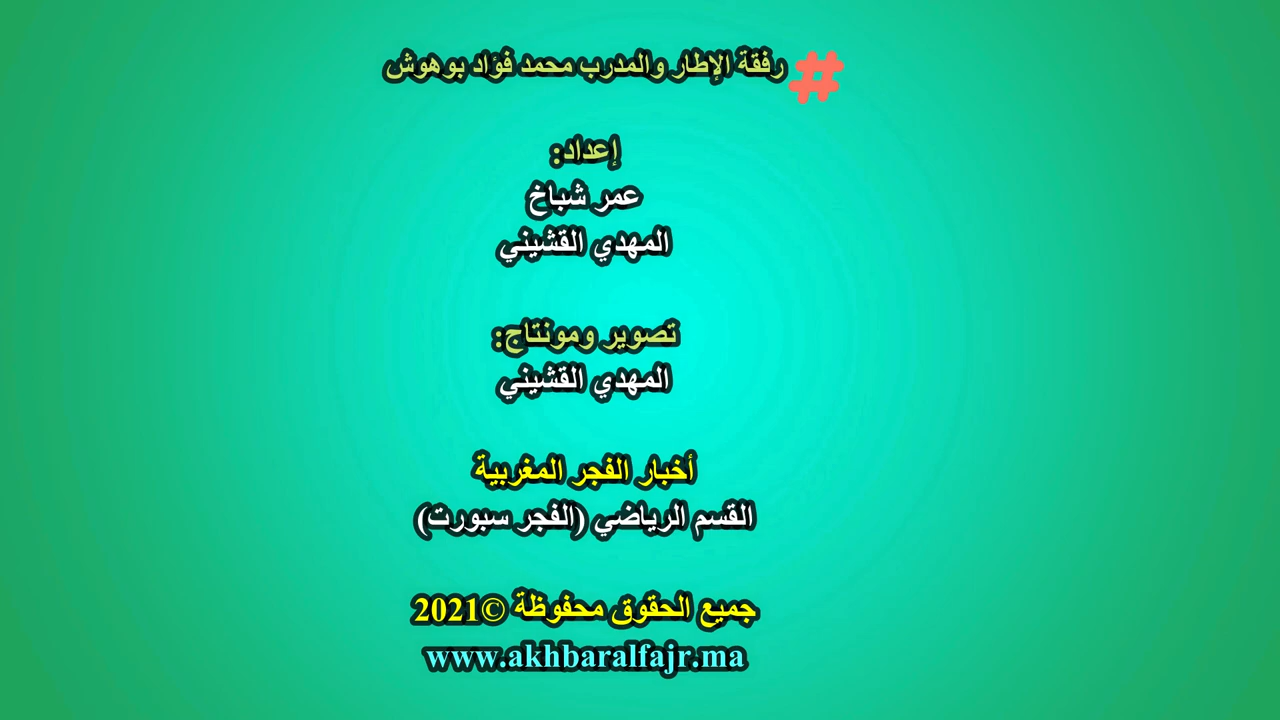 # رفقة الإطار والمدرب محمد فؤاد بوهوش
إعداد:
عمر شباخ
المهدي القشيني
تصوير ومونتاج:
المهدي القشيني
أخبار الفجر المغربية
القسم الرياضي (الفجر سبورت)
جميع الحقوق محفوظة ©2021
www.akhbaralfajr.ma